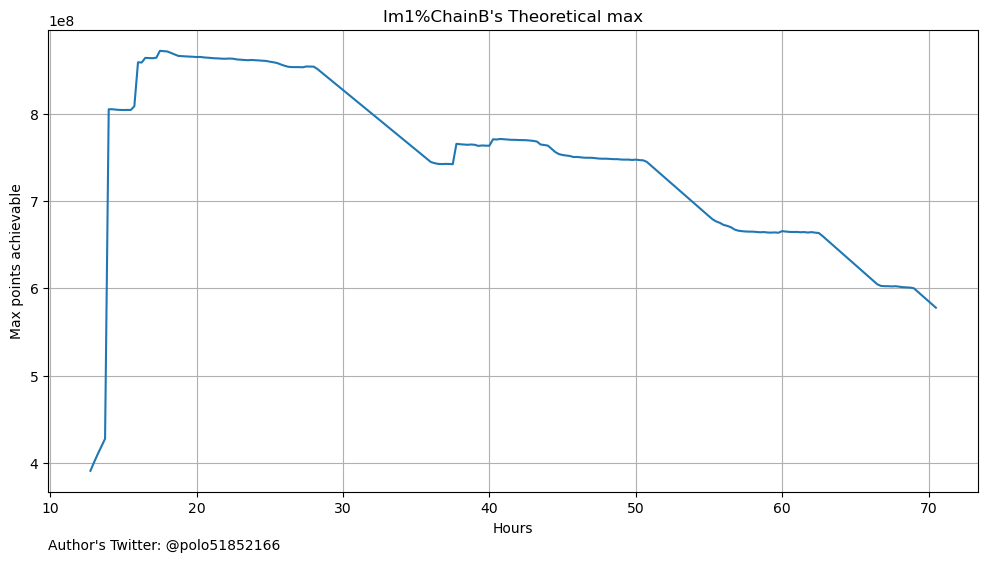 Im1%ChainB's Theoretical max
1e8
8
7
6
5
4
Max points achievable
10 20 30 40 50 60 70
Hours
Author's Twitter: @polo51852166